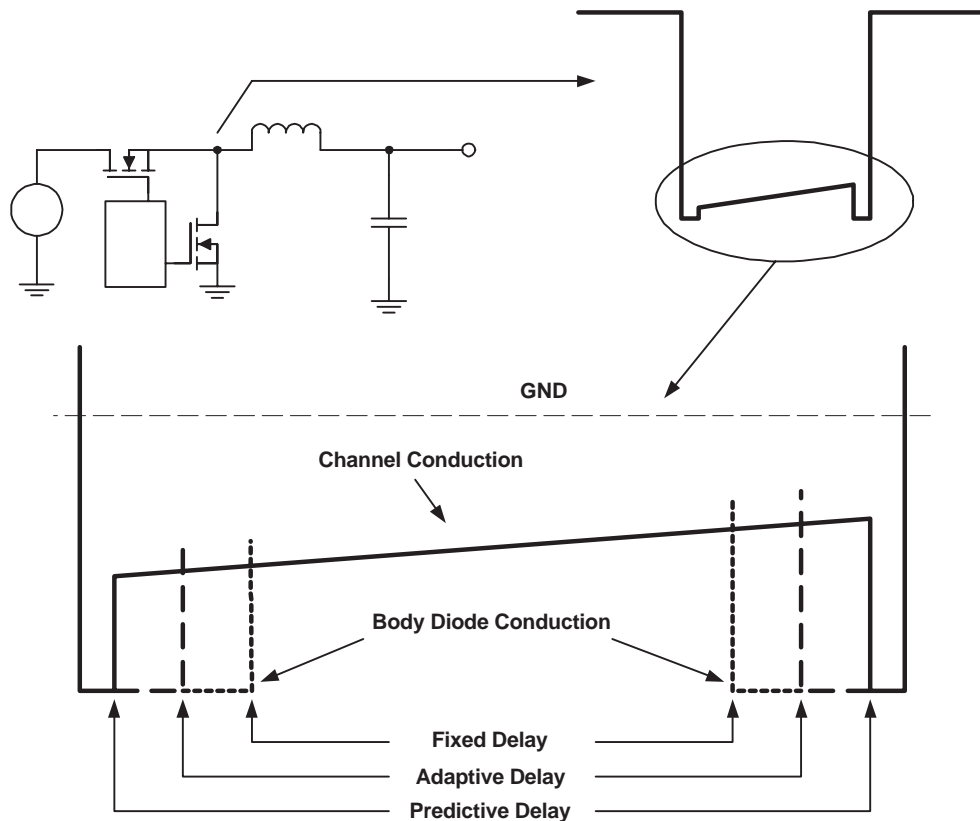 GND
Channel Conduction
Body Diode Conduction
Fixed Delay
Adaptive Delay
Predictive Delay